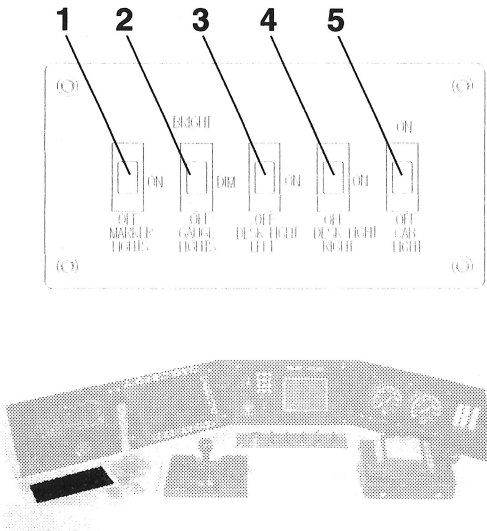 1 2 3 4 5
BRIGHT
ON
ON
DIM
ON
ON
OFF
MARKER
LIGHTS
OFF
GAUGE
LIGHTS
OFF
DESK LIGHT
LEFT
OFF
DESK LIGHT
RIGHT
OFF
CAB
LIGHT